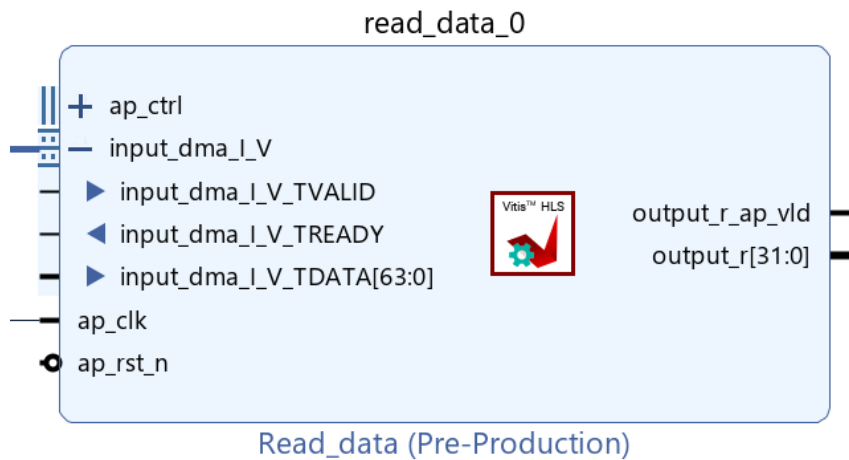 read_data_0
ap_ctrl
input_dma_I_V
input_dma_I_V_TVALID
input_dma_I_V_TREADY
input_dma_I_V_TDATA[63:0]
ap_clk
ap_rst_n
Vitis™ HLS
output_r_ap_vld
output_r[31:0]
Read_data (Pre-Production)